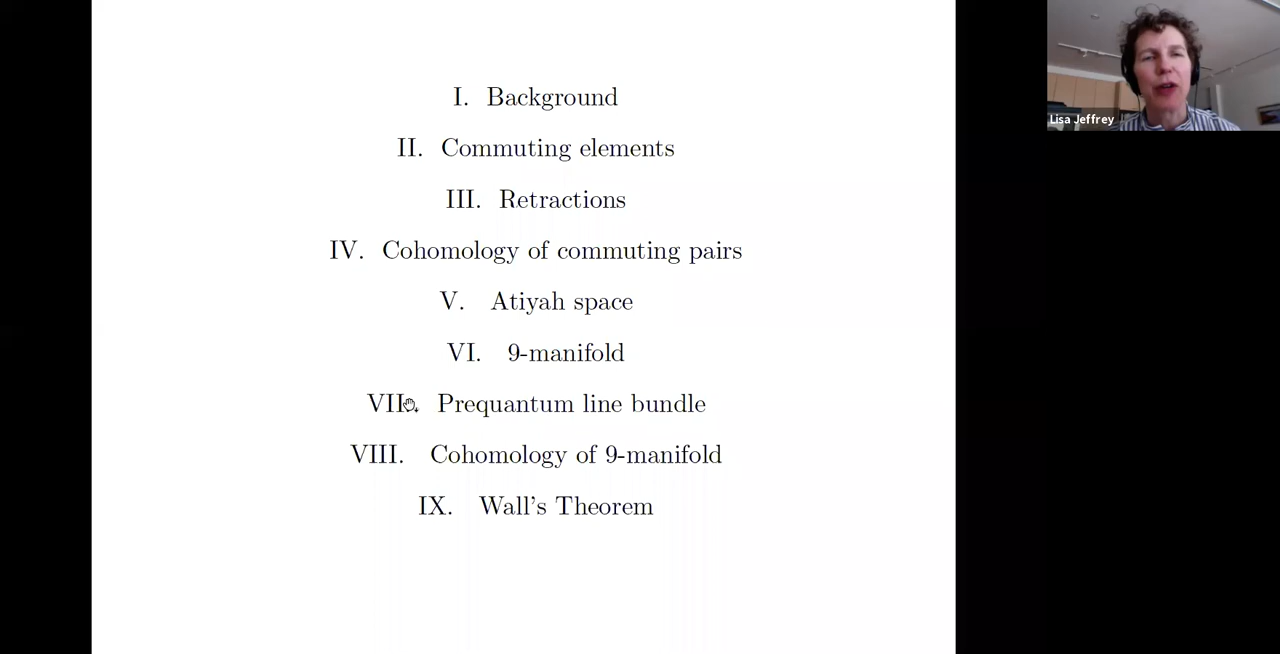 I. Background
II. Commuting elements
III. Retractions
IV. Cohomology of commuting pairs
V. Atiyah space
VI. 9-manifold
VII. Prequantum line bundle
VIII. Cohomology of 9-manifold
IX. Wall's Theorem
Lisa Jeffrey